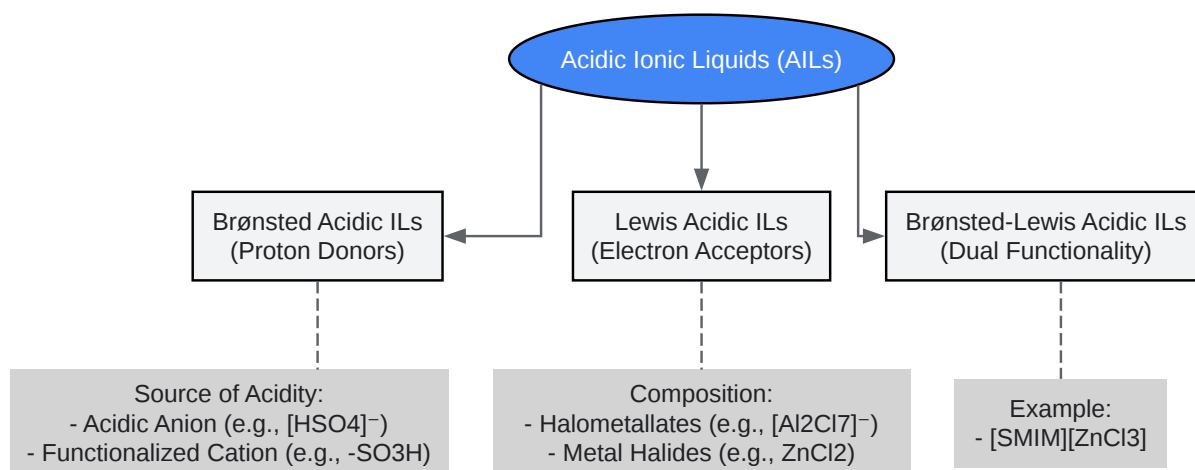 Acidic Ionic Liquids (AILs)
Brønsted Acidic ILs
(Proton Donors)
Lewis Acidic ILs
(Electron Acceptors)
Brønsted-Lewis Acidic ILs
(Dual Functionality)
Source of Acidity:
- Acidic Anion (e.g., [HSO4]⁻)
- Functionalized Cation (e.g., -SO3H)
Composition:
- Halometallates (e.g., [Al2Cl7]⁻)
- Metal Halides (e.g., ZnCl2)
Example:
- [SMIM][ZnCl3]